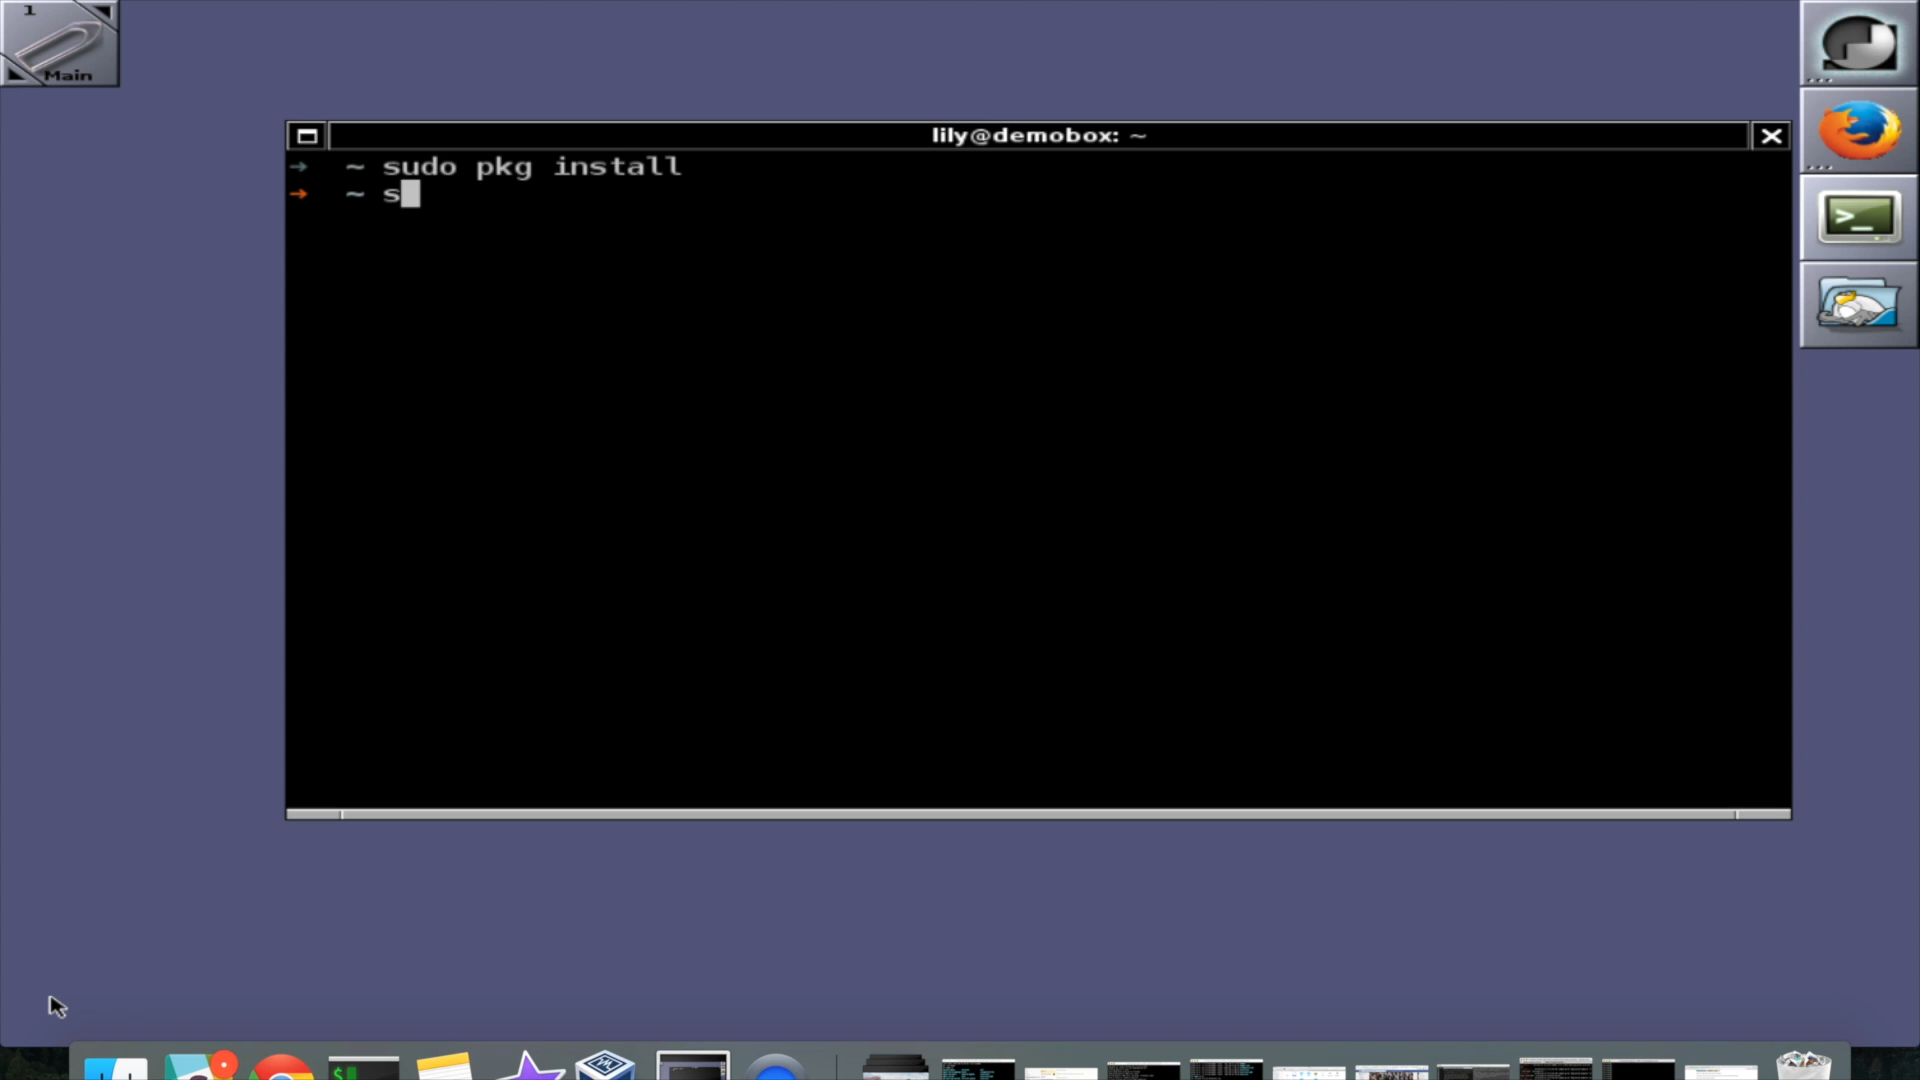 1
Main
lily@demobox: ~
→ ~ sudo pkg install
→ ~ s
>_
$